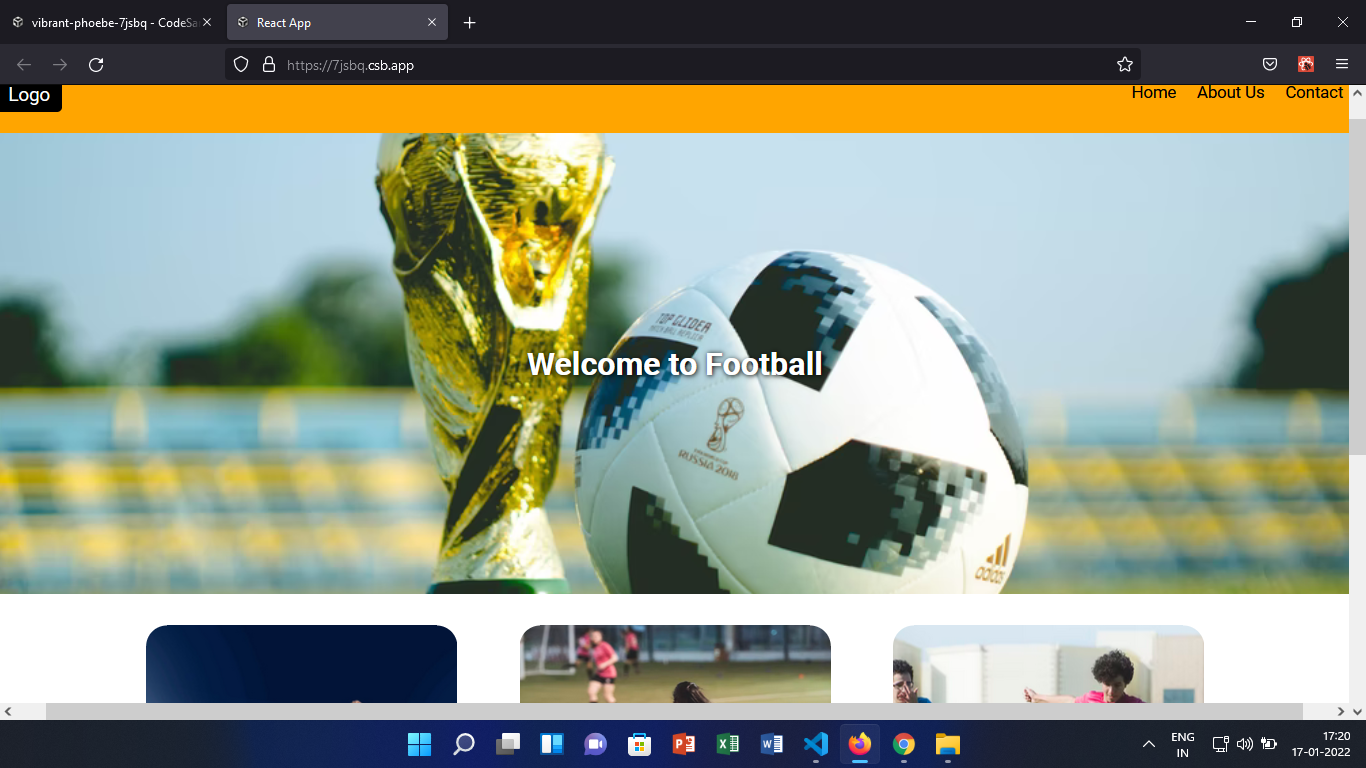 vibrant-phoebe-7jsbq - CodeSa
React App
https://7jsbq.csb.app
Logo
Home
About Us
Contact
TOP GLIDER
Welcome to Football
RUSSIA 2018
adidas
ENG
IN
17:20
17-01-2022